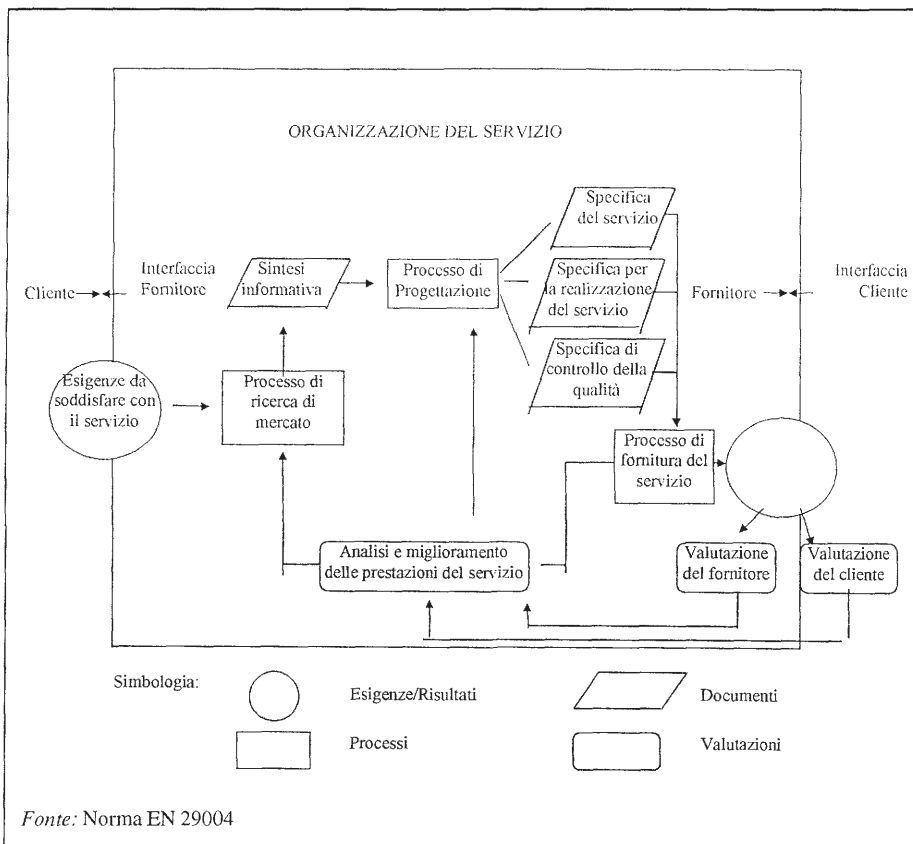 ORGANIZZAZIONE DEL SERVIZIO
Specifica
del servizio
Cliente
Interfaccia
Fornitore
Sintesi
informativa
Processo di
Progettazione
Specifica per
la realizzazione
del servizio
Fornitore
Interfaccia
Cliente
Specifica di
controllo della
qualità
Esigenze da
soddisfare con
il servizio
Processo di
ricerca di
mercato
Processo di
fornitura del
servizio
Analisi e miglioramento
delle prestazioni del servizio
Valutazione
del fornitore
Valutazione
del cliente
Simbologia:
Esigenze/Risultati
Documenti
Processi
Valutazioni
Fonte: Norma EN 29004